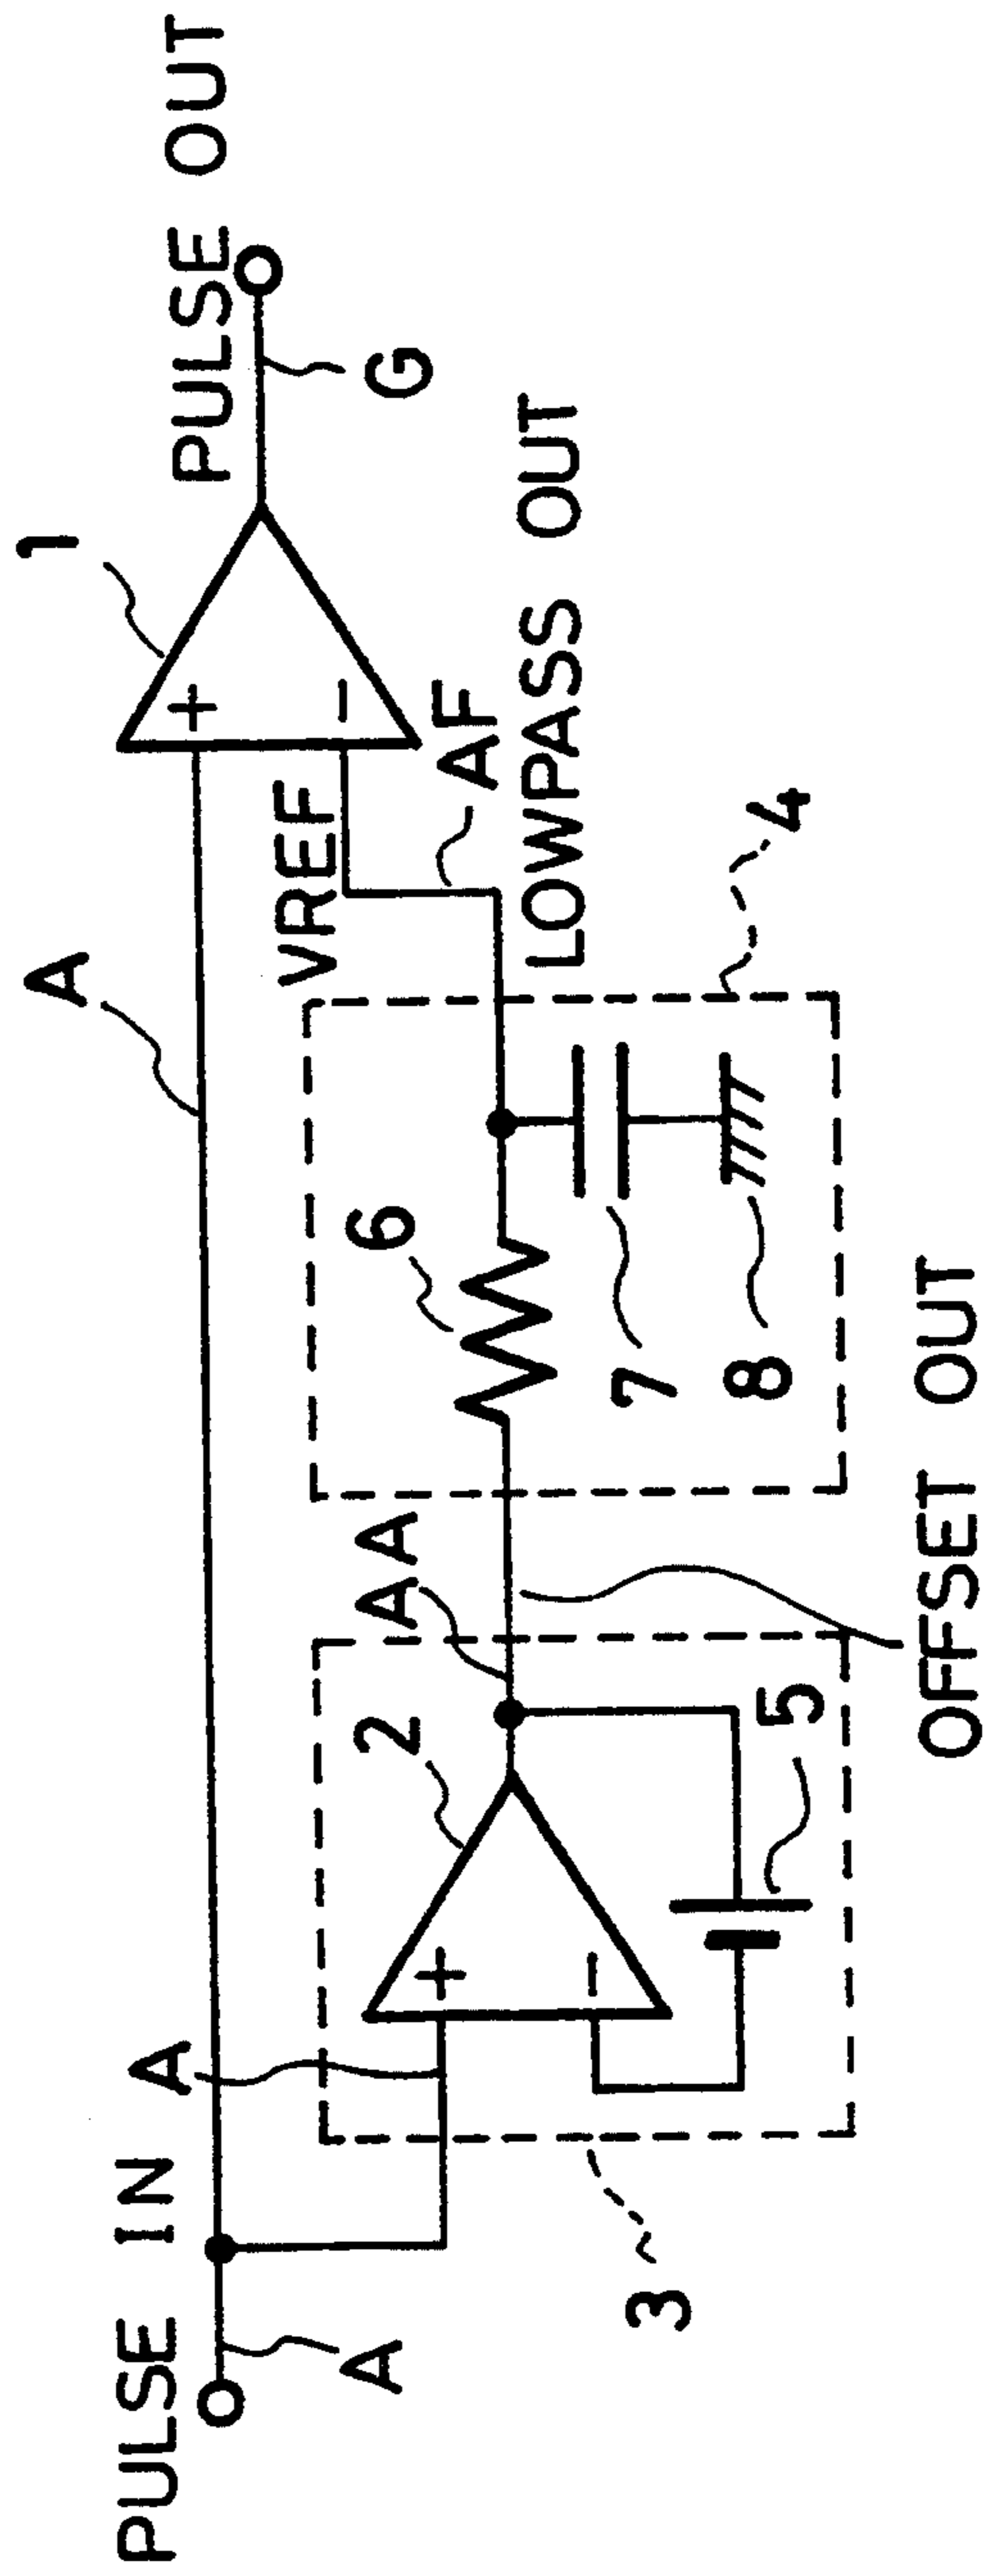 PULSE IN
A
A
A
1
PULSE OUT
G
+
−
VREF
AF
LOWPASS OUT
3
2
+
−
5
AA
OFFSET OUT
4
6
7
8